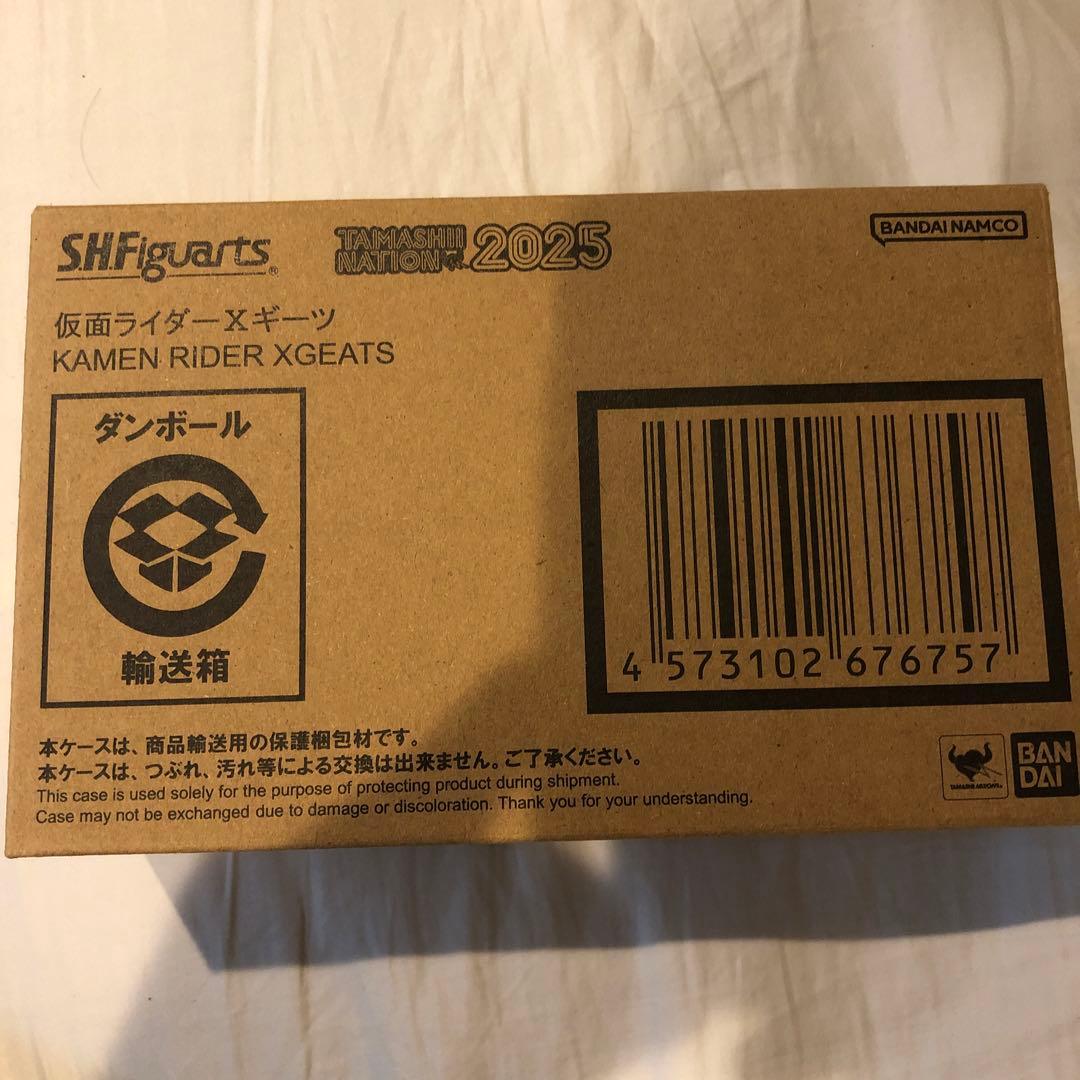 S.H.Figuarts®
TAMASHII
NATION 2025
BANDAI NAMCO
仮面ライダーXギーツ
KAMEN RIDER XGEATS
ダンボール
輸送箱
4 573102 676757
本ケースは、商品輸送用の保護梱包材です。
本ケースは、つぶれ、汚れ等による交換は出来ません。ご了承ください。
This case is used solely for the purpose of protecting product during shipment.
Case may not be exchanged due to damage or discoloration. Thank you for your understanding.
TAMASHII NATIONS
BAN
DAI